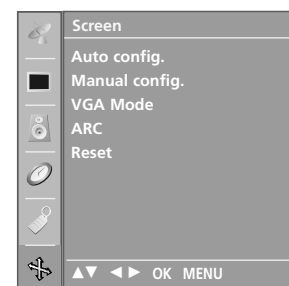 Screen
Auto config.
Manual config.
VGA Mode
ARC
Reset
▲▼ ◄► OK MENU